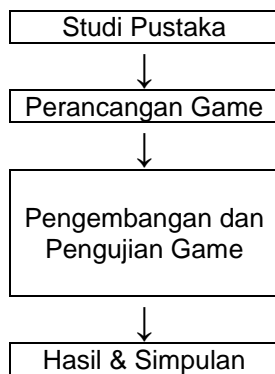 Studi Pustaka
Perancangan Game
Pengembangan dan
Pengujian Game
Hasil & Simpulan